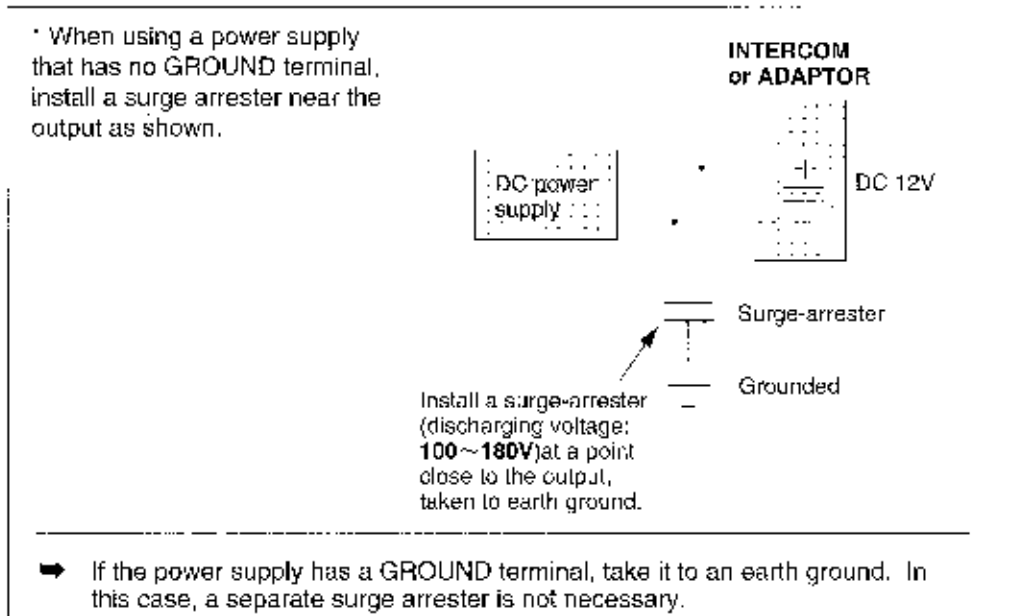 · When using a power supply
that has no GROUND terminal,
install a surge arrester near the
output as shown.
INTERCOM
or ADAPTOR
DC power
supply
DC 12V
Surge-arrester
Grounded
Install a surge-arrester
(discharging voltage:
100～180V)at a point
close to the output,
taken to earth ground.
➡ If the power supply has a GROUND terminal, take it to an earth ground. In
this case, a separate surge arrester is not necessary.